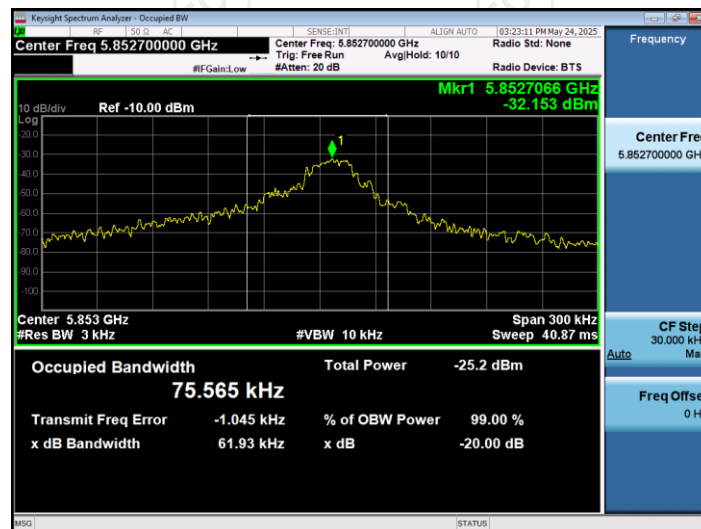 Keysight Spectrum Analyzer - Occupied BW
RF 50 Ω AC SENSE:INT ALIGN AUTO 03:23:11 PM May 24, 2025
Center Freq 5.852700000 GHz
Center Freq: 5.852700000 GHz
Radio Std: None
Trig: Free Run Avg|Hold: 10/10
#IFGain:Low
#Atten: 20 dB
Radio Device: BTS
Frequency
Mkr1 5.8527066 GHz
-32.153 dBm
10 dB/div Ref -10.00 dBm
Log
-20.0
-30.0
-40.0
-50.0
-60.0
-70.0
-80.0
-90.0
-100
1
Center Fre
5.852700000 GH
Center 5.853 GHz
Span 300 kHz
#Res BW 3 kHz
#VBW 10 kHz
Sweep 40.87 ms
CF Step
30.000 kH
Auto Ma
Occupied Bandwidth
75.565 kHz
Total Power -25.2 dBm
Transmit Freq Error -1.045 kHz
% of OBW Power 99.00 %
x dB Bandwidth 61.93 kHz
x dB -20.00 dB
Freq Offse
0 H
MSG STATUS